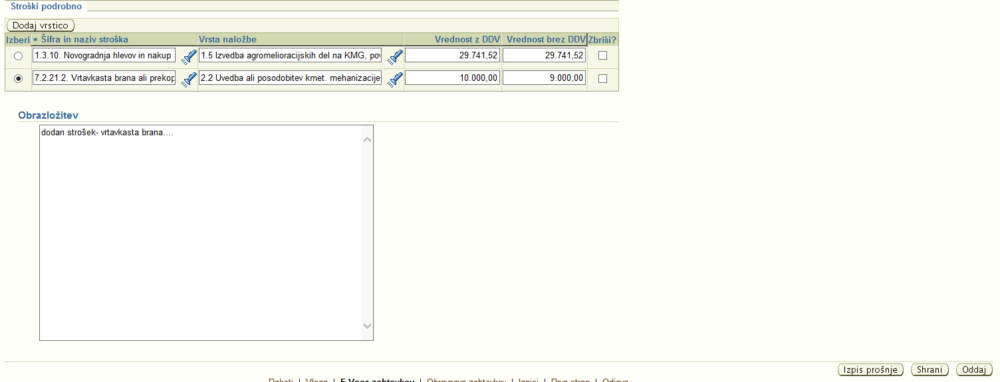 Stroški podrobno
Dodaj vrstico
Izberi * Šifra in naziv stroška Vrsta naložbe Vrednost z DDV Vrednost brez DDV Zbriši?
1.3.10. Novogradnja hlevov in nakup 1.5 Izvedba agromelioracijskih del na KMG, pov 29.741,52 29.741,52
7.2.21.2. Vrtavkasta brana ali prekop 2.2 Uvedba ali posodobitev kmet. mehanizacije 10.000,00 9.000,00
Obrazložitev
dodan strošek- vrtavkasta brana....
Izpis prošnje Shrani Oddaj
Paketi | Vloga | E-Vnos zahtevkov | Obravnava zahtevkov | Izpisi | Prva stran | Odjava